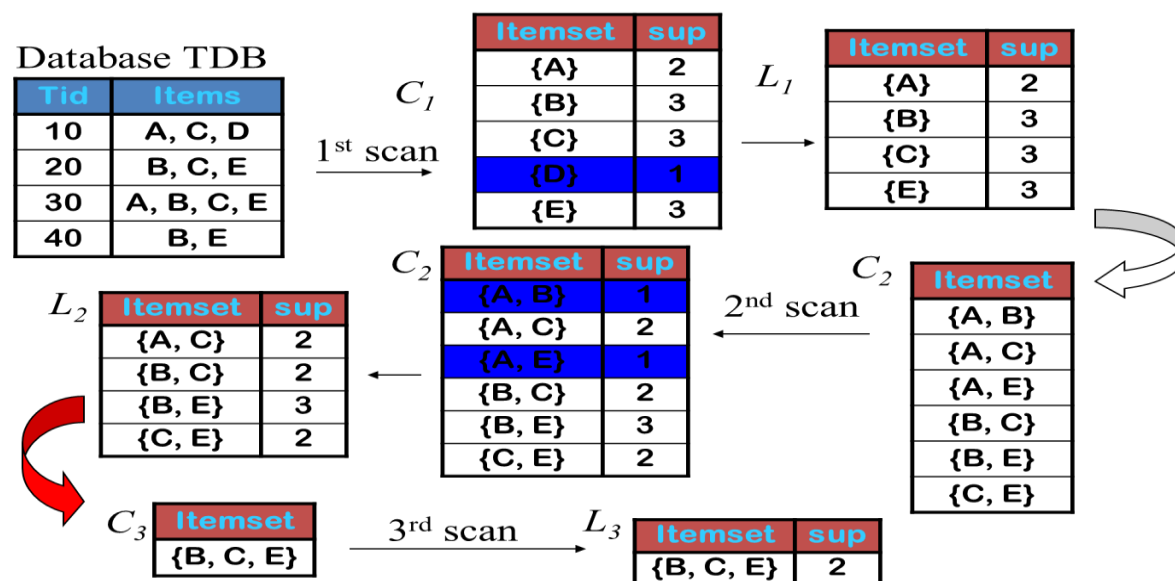 Database TDB
Tid Items
10 A, C, D
20 B, C, E
30 A, B, C, E
40 B, E
1st scan
C1
Itemset sup
{A} 2
{B} 3
{C} 3
{D} 1
{E} 3
L1
Itemset sup
{A} 2
{B} 3
{C} 3
{E} 3
C2
Itemset
{A, B}
{A, C}
{A, E}
{B, C}
{B, E}
{C, E}
2nd scan
C2
Itemset sup
{A, B} 1
{A, C} 2
{A, E} 1
{B, C} 2
{B, E} 3
{C, E} 2
L2
Itemset sup
{A, C} 2
{B, C} 2
{B, E} 3
{C, E} 2
C3
Itemset
{B, C, E}
3rd scan
L3
Itemset sup
{B, C, E} 2